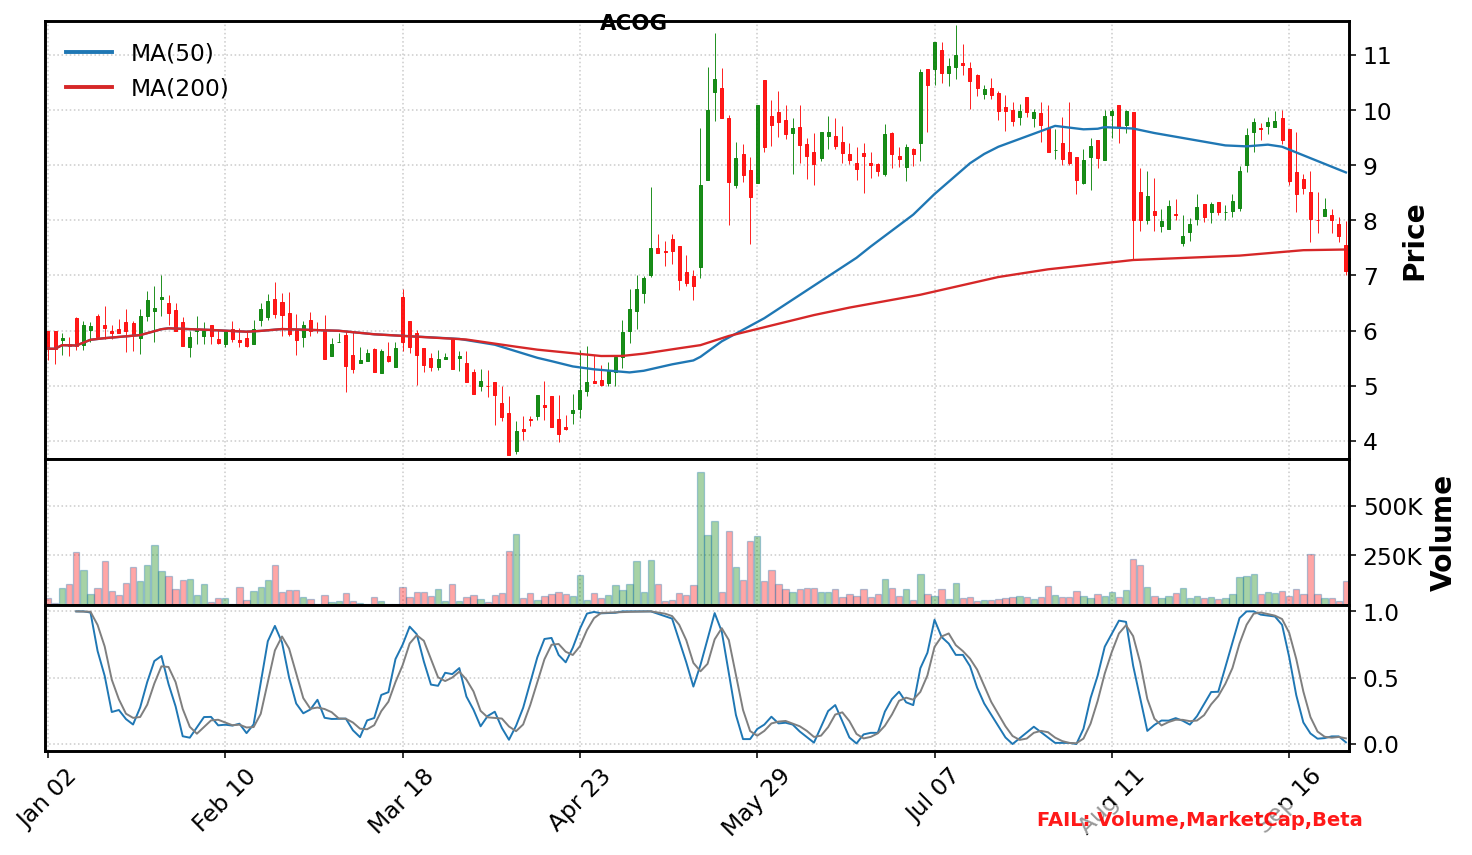 ACOG
MA(50)
MA(200)
11
10
9
8
7
6
5
4
Price
500K
250K
Volume
1.0
0.5
0.0
Jan 02
Feb 10
Mar 18
Apr 23
May 29
Jul 07
Aug 11
Sep 16
FAIL: Volume,MarketCap,Beta